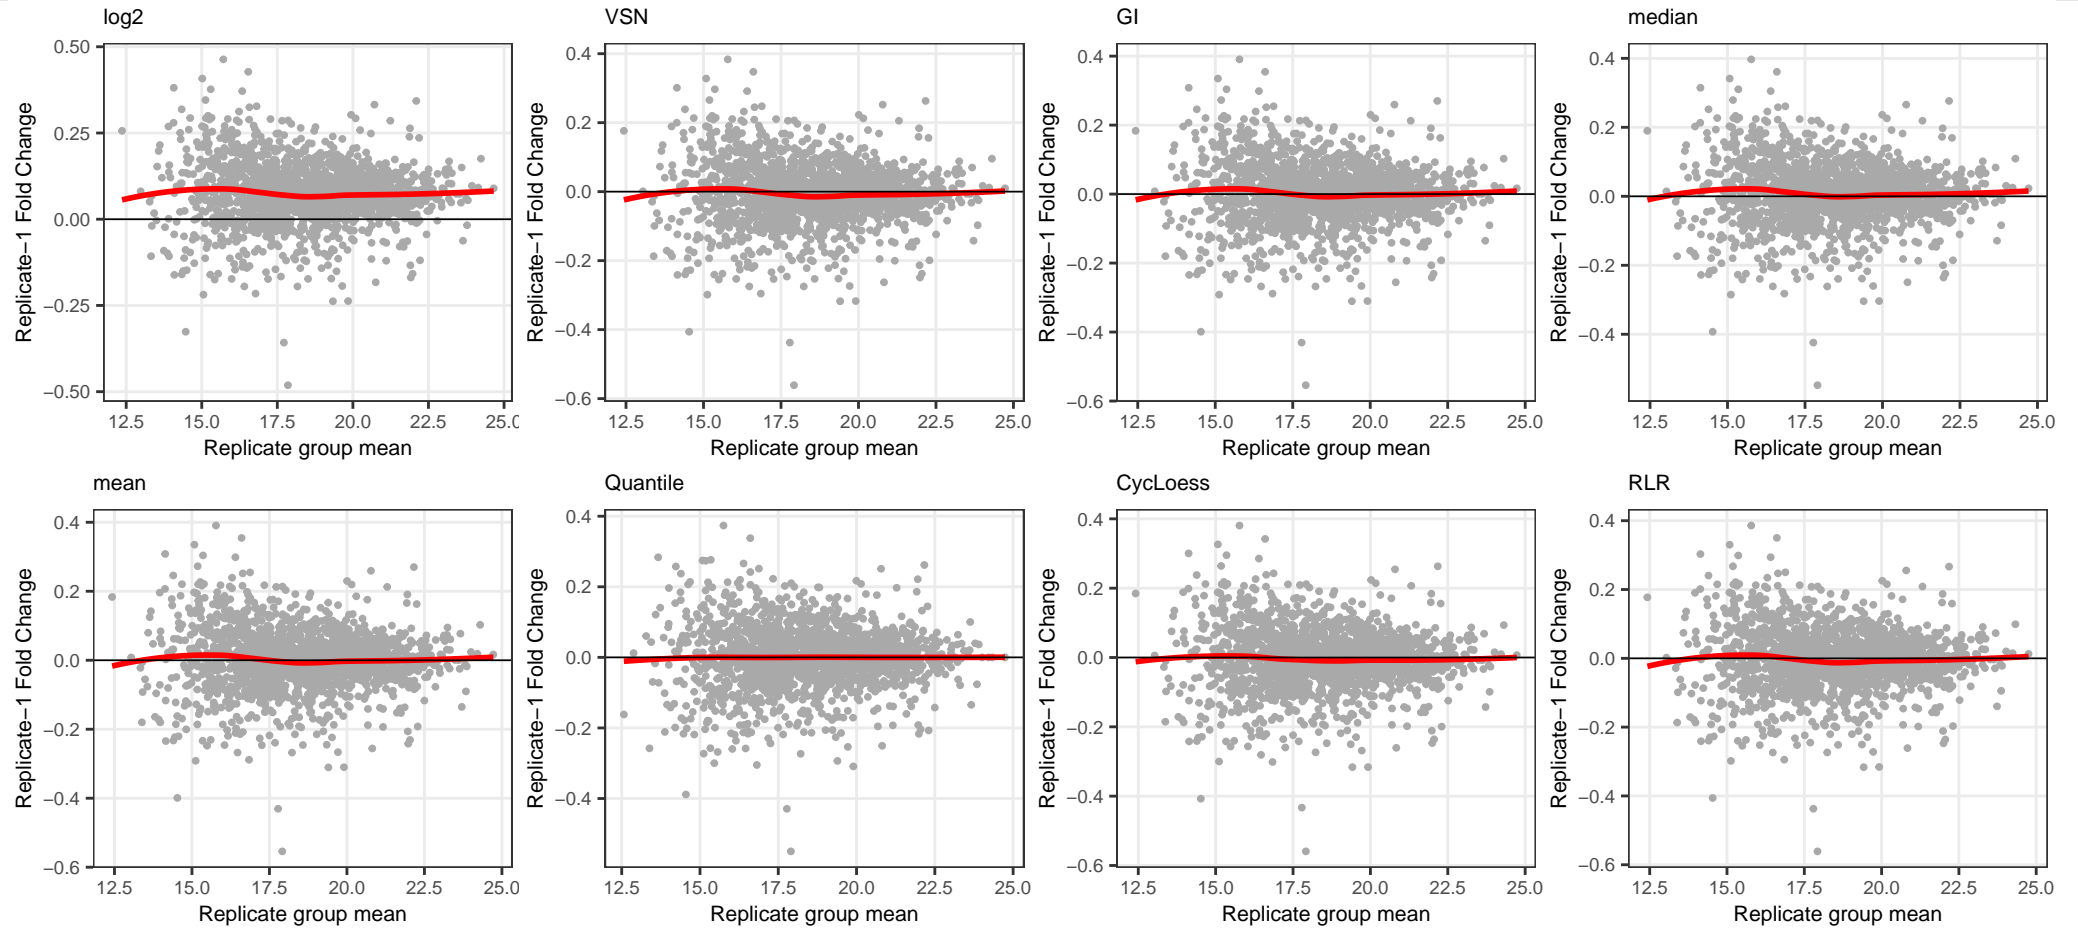 log2
VSN
GI
median
Replicate−1 Fold Change
0.50
0.25
0.00
−0.25
−0.50
12.5 15.0 17.5 20.0 22.5 25.0
Replicate group mean
Replicate−1 Fold Change
0.4
0.2
0.0
−0.2
−0.4
−0.6
12.5 15.0 17.5 20.0 22.5 25.0
Replicate group mean
Replicate−1 Fold Change
0.4
0.2
0.0
−0.2
−0.4
−0.6
12.5 15.0 17.5 20.0 22.5 25.0
Replicate group mean
Replicate−1 Fold Change
0.4
0.2
0.0
−0.2
−0.4
12.5 15.0 17.5 20.0 22.5 25.0
Replicate group mean
mean
Quantile
CycLoess
RLR
Replicate−1 Fold Change
0.4
0.2
0.0
−0.2
−0.4
−0.6
12.5 15.0 17.5 20.0 22.5 25.0
Replicate group mean
Replicate−1 Fold Change
0.4
0.2
0.0
−0.2
−0.4
12.5 15.0 17.5 20.0 22.5 25.0
Replicate group mean
Replicate−1 Fold Change
0.4
0.2
0.0
−0.2
−0.4
−0.6
12.5 15.0 17.5 20.0 22.5 25.0
Replicate group mean
Replicate−1 Fold Change
0.4
0.2
0.0
−0.2
−0.4
−0.6
12.5 15.0 17.5 20.0 22.5 25.0
Replicate group mean